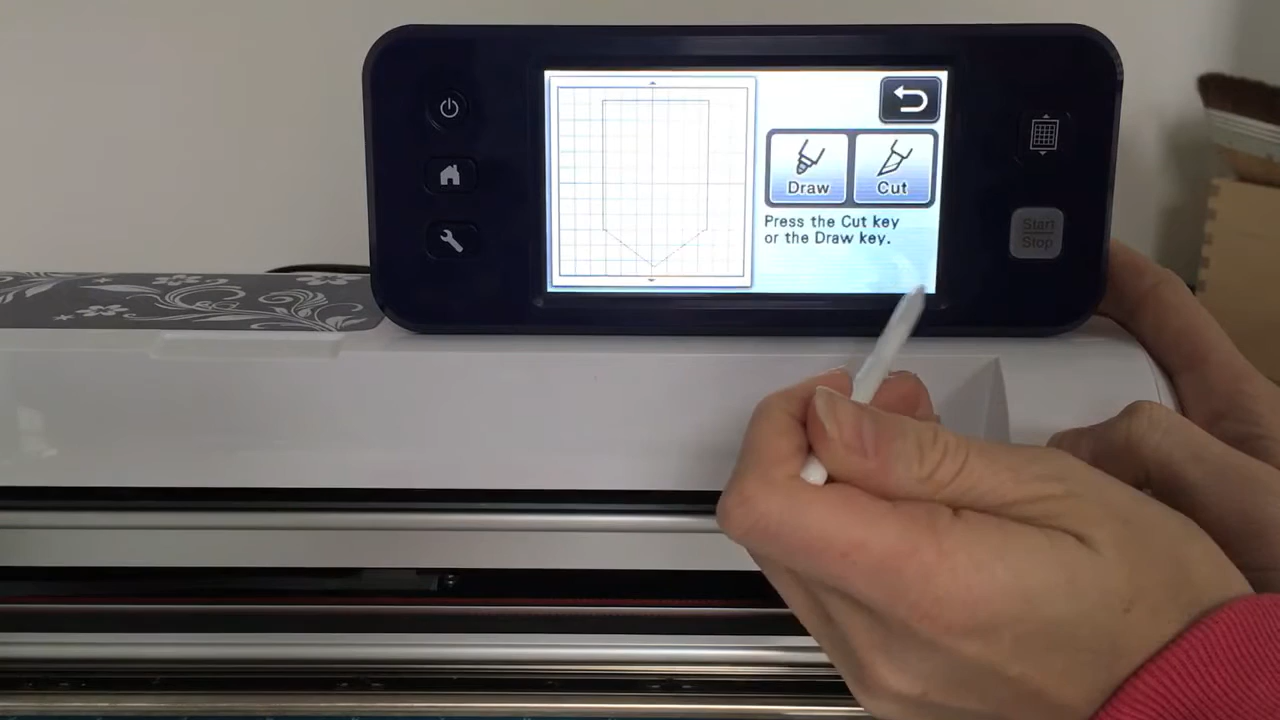 Draw
Cut
Press the Cut key
or the Draw key.
Start
Stop